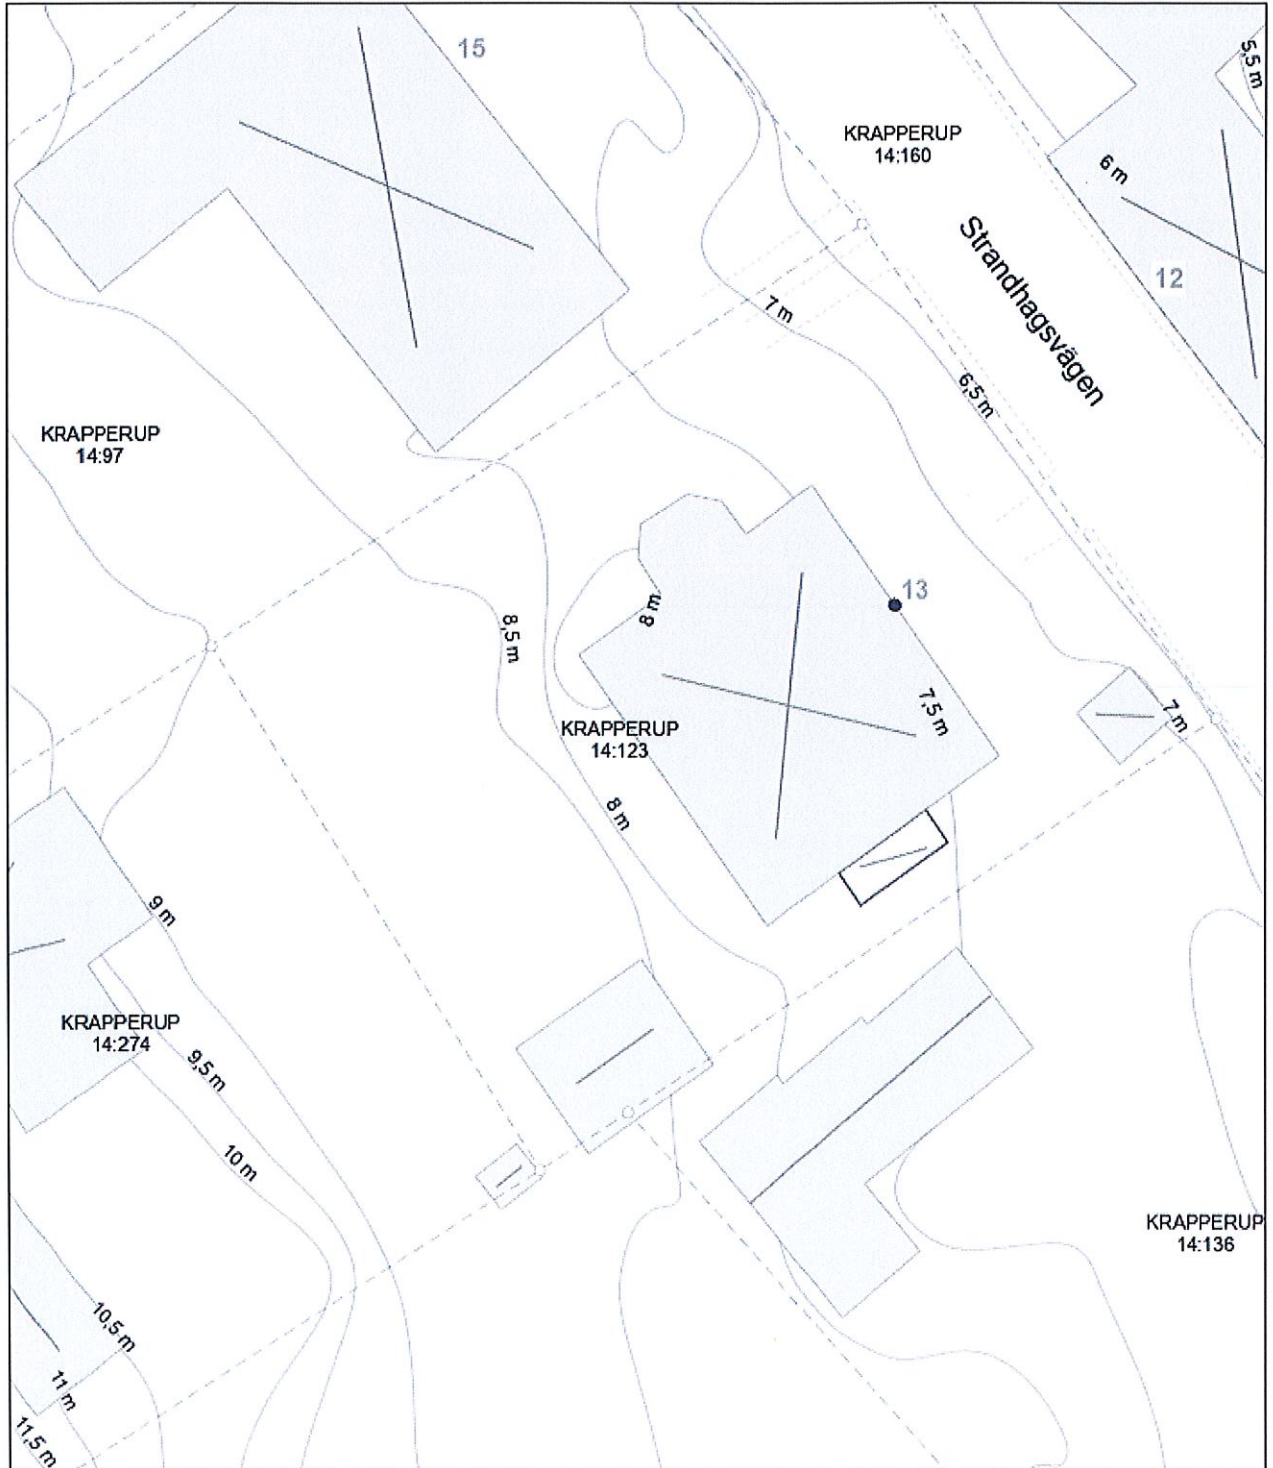 15
5,5 m
KRAPPERUP
14:160
6 m
Strandhagsvägen
12
7 m
6,5 m
KRAPPERUP
14:97
13
8 m
8,5 m
7,5 m
7 m
KRAPPERUP
14:123
8 m
9 m
KRAPPERUP
14:274
9,5 m
10 m
KRAPPERUP
14:136
10,5 m
11 m
11,5 m